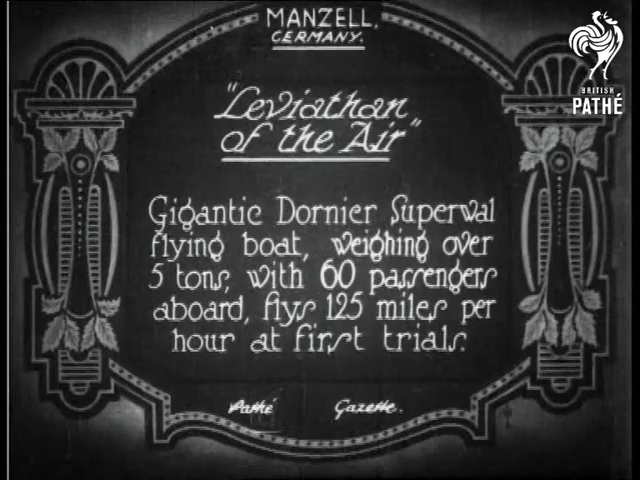 MANZELL,
GERMANY.
BRITISH
PATHÉ
"Leviathan
of the Air"
Gigantic Dornier Superwal
flying boat, weighing over
5 tons, with 60 passengers
aboard, flys 125 miles per
hour at first trials.
Pathé Gazette.